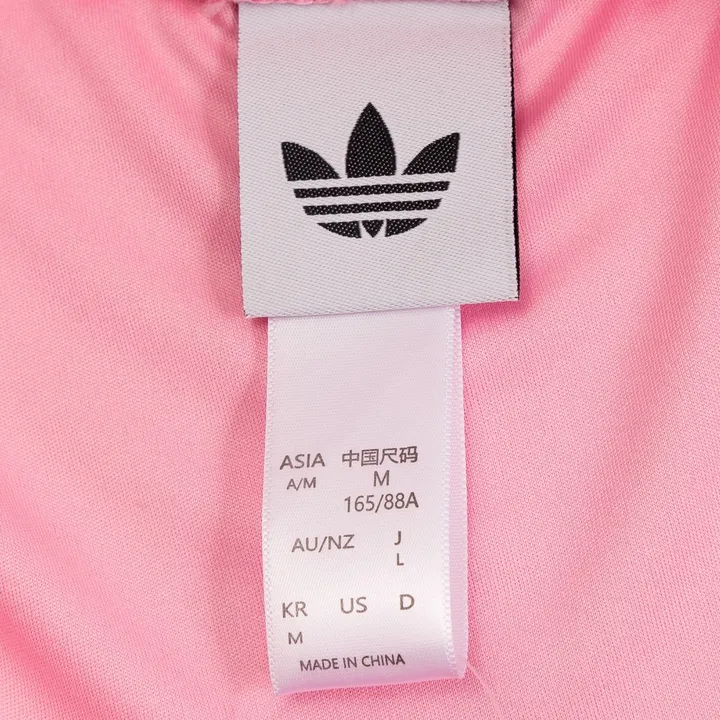 ASIA 中国尺码
A/M M
165/88A
AU/NZ J
L
KR US D
M
MADE IN CHINA